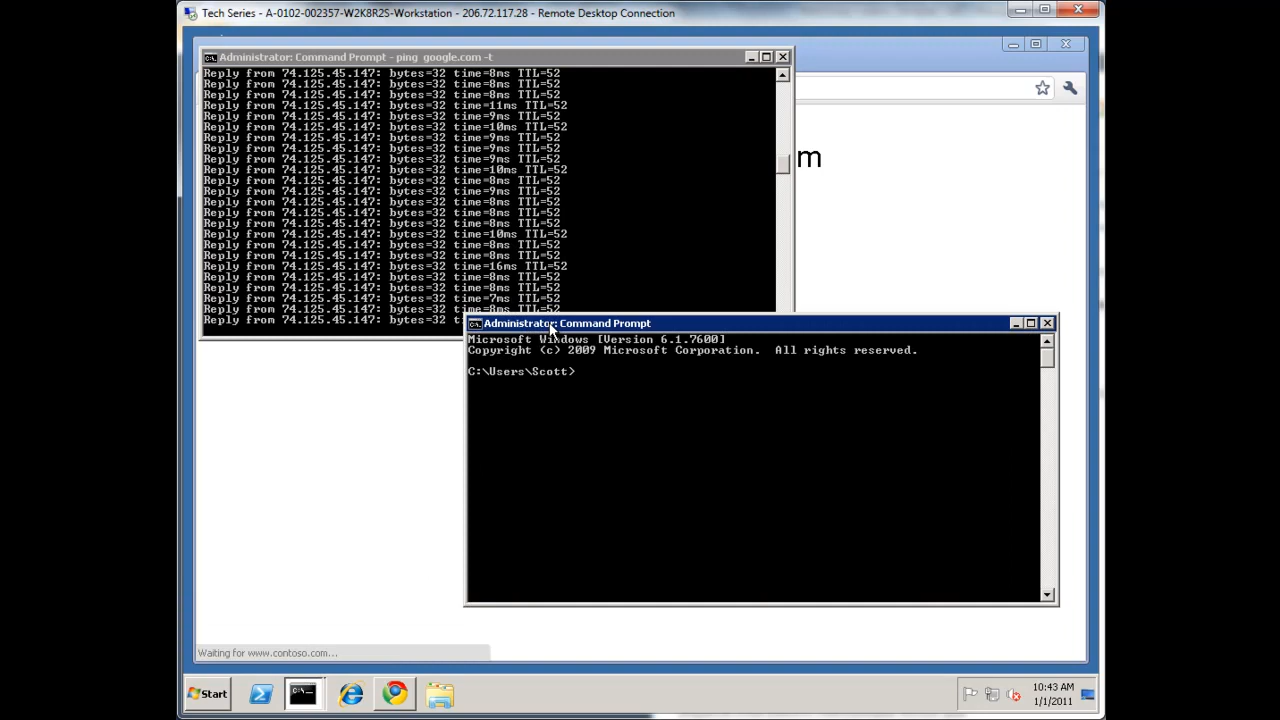 Tech Series - A-0102-002357-W2K8R2S-Workstation - 206.72.117.28 - Remote Desktop Connection
Administrator: Command Prompt - ping google.com -t
Reply from 74.125.45.147: bytes=32 time=8ms TTL=52
Reply from 74.125.45.147: bytes=32 time=8ms TTL=52
Reply from 74.125.45.147: bytes=32 time=8ms TTL=52
Reply from 74.125.45.147: bytes=32 time=11ms TTL=52
Reply from 74.125.45.147: bytes=32 time=9ms TTL=52
Reply from 74.125.45.147: bytes=32 time=10ms TTL=52
Reply from 74.125.45.147: bytes=32 time=9ms TTL=52
Reply from 74.125.45.147: bytes=32 time=9ms TTL=52
Reply from 74.125.45.147: bytes=32 time=9ms TTL=52
Reply from 74.125.45.147: bytes=32 time=10ms TTL=52
Reply from 74.125.45.147: bytes=32 time=8ms TTL=52
Reply from 74.125.45.147: bytes=32 time=9ms TTL=52
Reply from 74.125.45.147: bytes=32 time=8ms TTL=52
Reply from 74.125.45.147: bytes=32 time=8ms TTL=52
Reply from 74.125.45.147: bytes=32 time=8ms TTL=52
Reply from 74.125.45.147: bytes=32 time=10ms TTL=52
Reply from 74.125.45.147: bytes=32 time=8ms TTL=52
Reply from 74.125.45.147: bytes=32 time=8ms TTL=52
Reply from 74.125.45.147: bytes=32 time=16ms TTL=52
Reply from 74.125.45.147: bytes=32 time=8ms TTL=52
Reply from 74.125.45.147: bytes=32 time=8ms TTL=52
Reply from 74.125.45.147: bytes=32 time=7ms TTL=52
Reply from 74.125.45.147: bytes=32 time=8ms TTL=52
Reply from 74.125.45.147:
m
Administrator: Command Prompt
Microsoft Windows [Version 6.1.7600]
Copyright (c) 2009 Microsoft Corporation. All rights reserved.
C:\Users\Scott>
Waiting for www.contoso.com...
Start
10:43 AM
1/1/2011